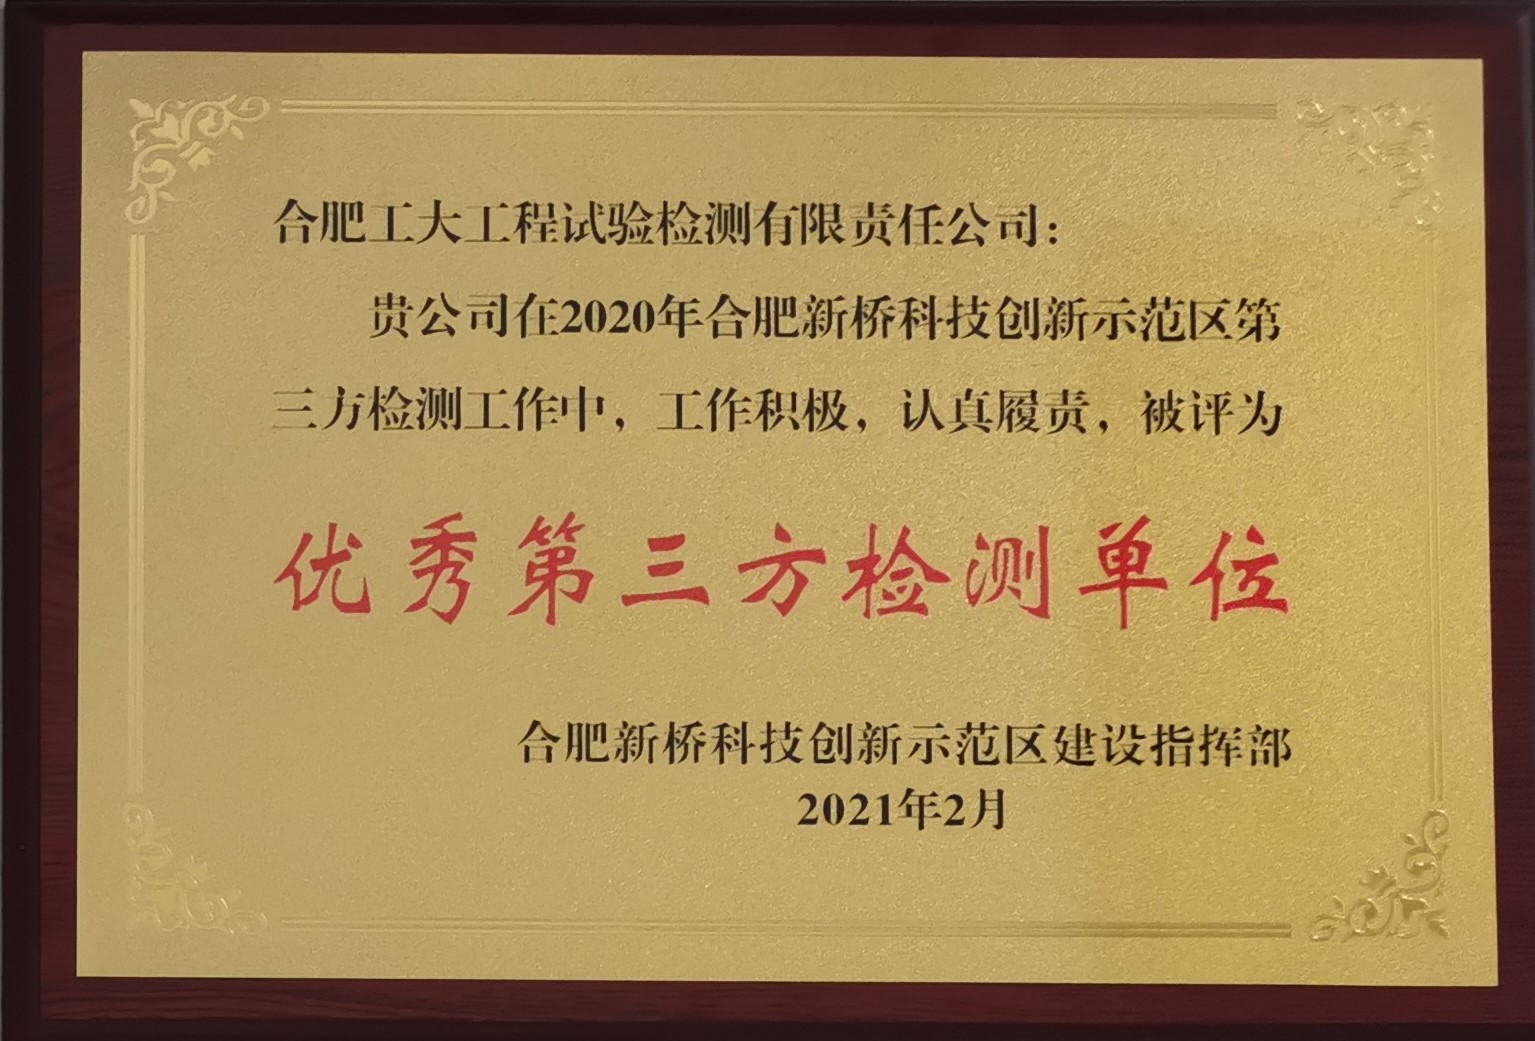 合肥工大工程试验检测有限责任公司：
贵公司在2020年合肥新桥科技创新示范区第
三方检测工作中，工作积极，认真履责，被评为
优秀第三方检测单位
合肥新桥科技创新示范区建设指挥部
2021年2月